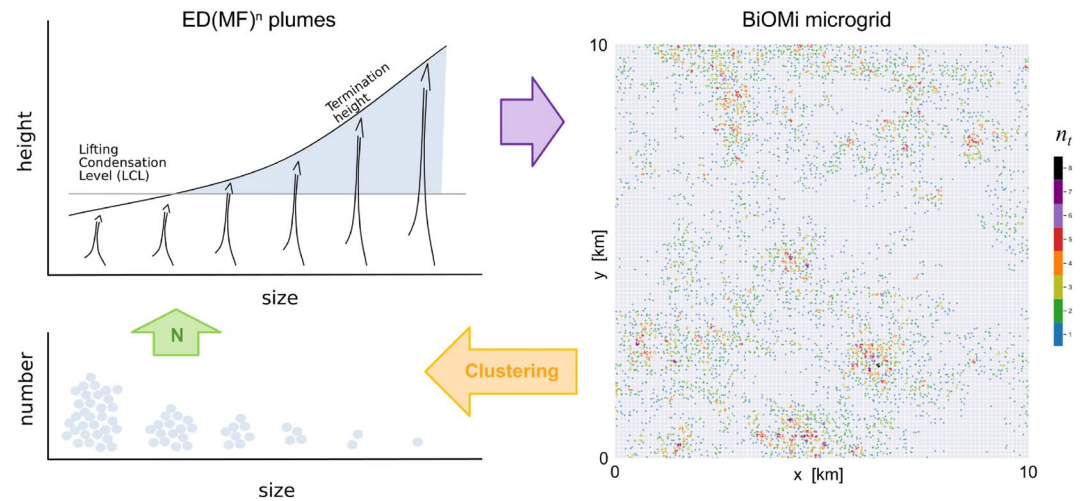 ED(MF)ⁿ plumes
height
Termination
height
Lifting
Condensation
Level (LCL)
size
N
number
size
Clustering
BiOMi microgrid
10
y [km]
0
0
x [km]
10
nₜ
8
7
6
5
4
3
2
1